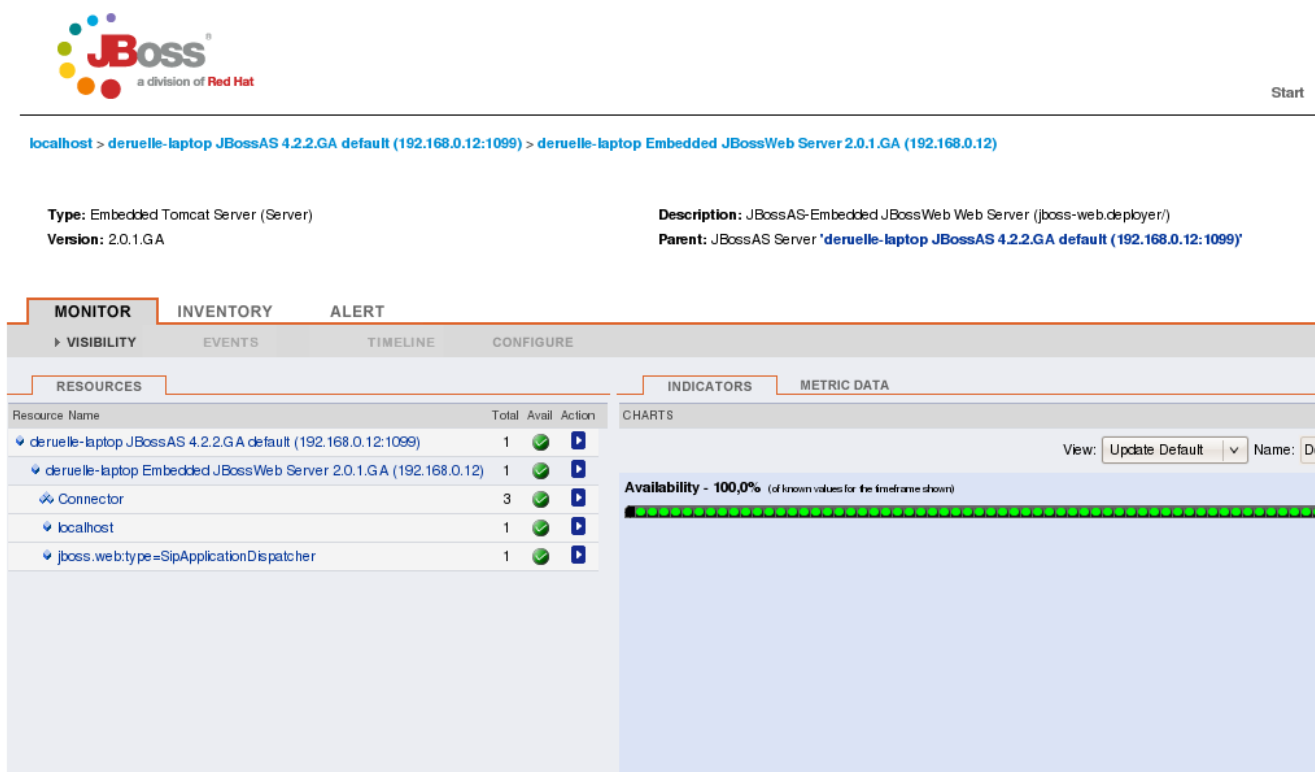 JBoss®
a division of Red Hat
Start
localhost > deruelle-laptop JBossAS 4.2.2.GA default (192.168.0.12:1099) > deruelle-laptop Embedded JBossWeb Server 2.0.1.GA (192.168.0.12)
Type: Embedded Tomcat Server (Server)
Description: JBossAS-Embedded JBossWeb Web Server (jboss-web.deployer/)
Version: 2.0.1.GA
Parent: JBossAS Server 'deruelle-laptop JBossAS 4.2.2.GA default (192.168.0.12:1099)'
MONITOR INVENTORY ALERT
VISIBILITY EVENTS TIMELINE CONFIGURE
RESOURCES
Resource Name Total Avail Action
deruelle-laptop JBossAS 4.2.2.GA default (192.168.0.12:1099) 1
deruelle-laptop Embedded JBossWeb Server 2.0.1.GA (192.168.0.12) 1
Connector 3
localhost 1
jboss.web:type=SipApplicationDispatcher 1
INDICATORS METRIC DATA
CHARTS
View: Update Default Name:
Availability - 100,0% (of known values for the timeframe shown)